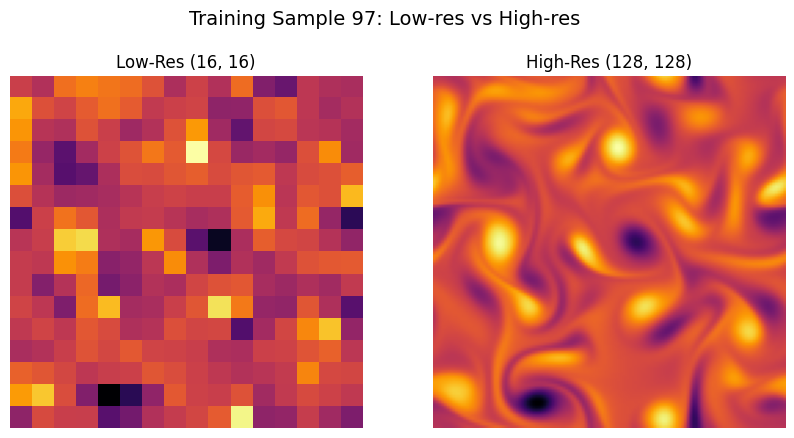 Training Sample 97: Low-res vs High-res
Low-Res (16, 16)
High-Res (128, 128)